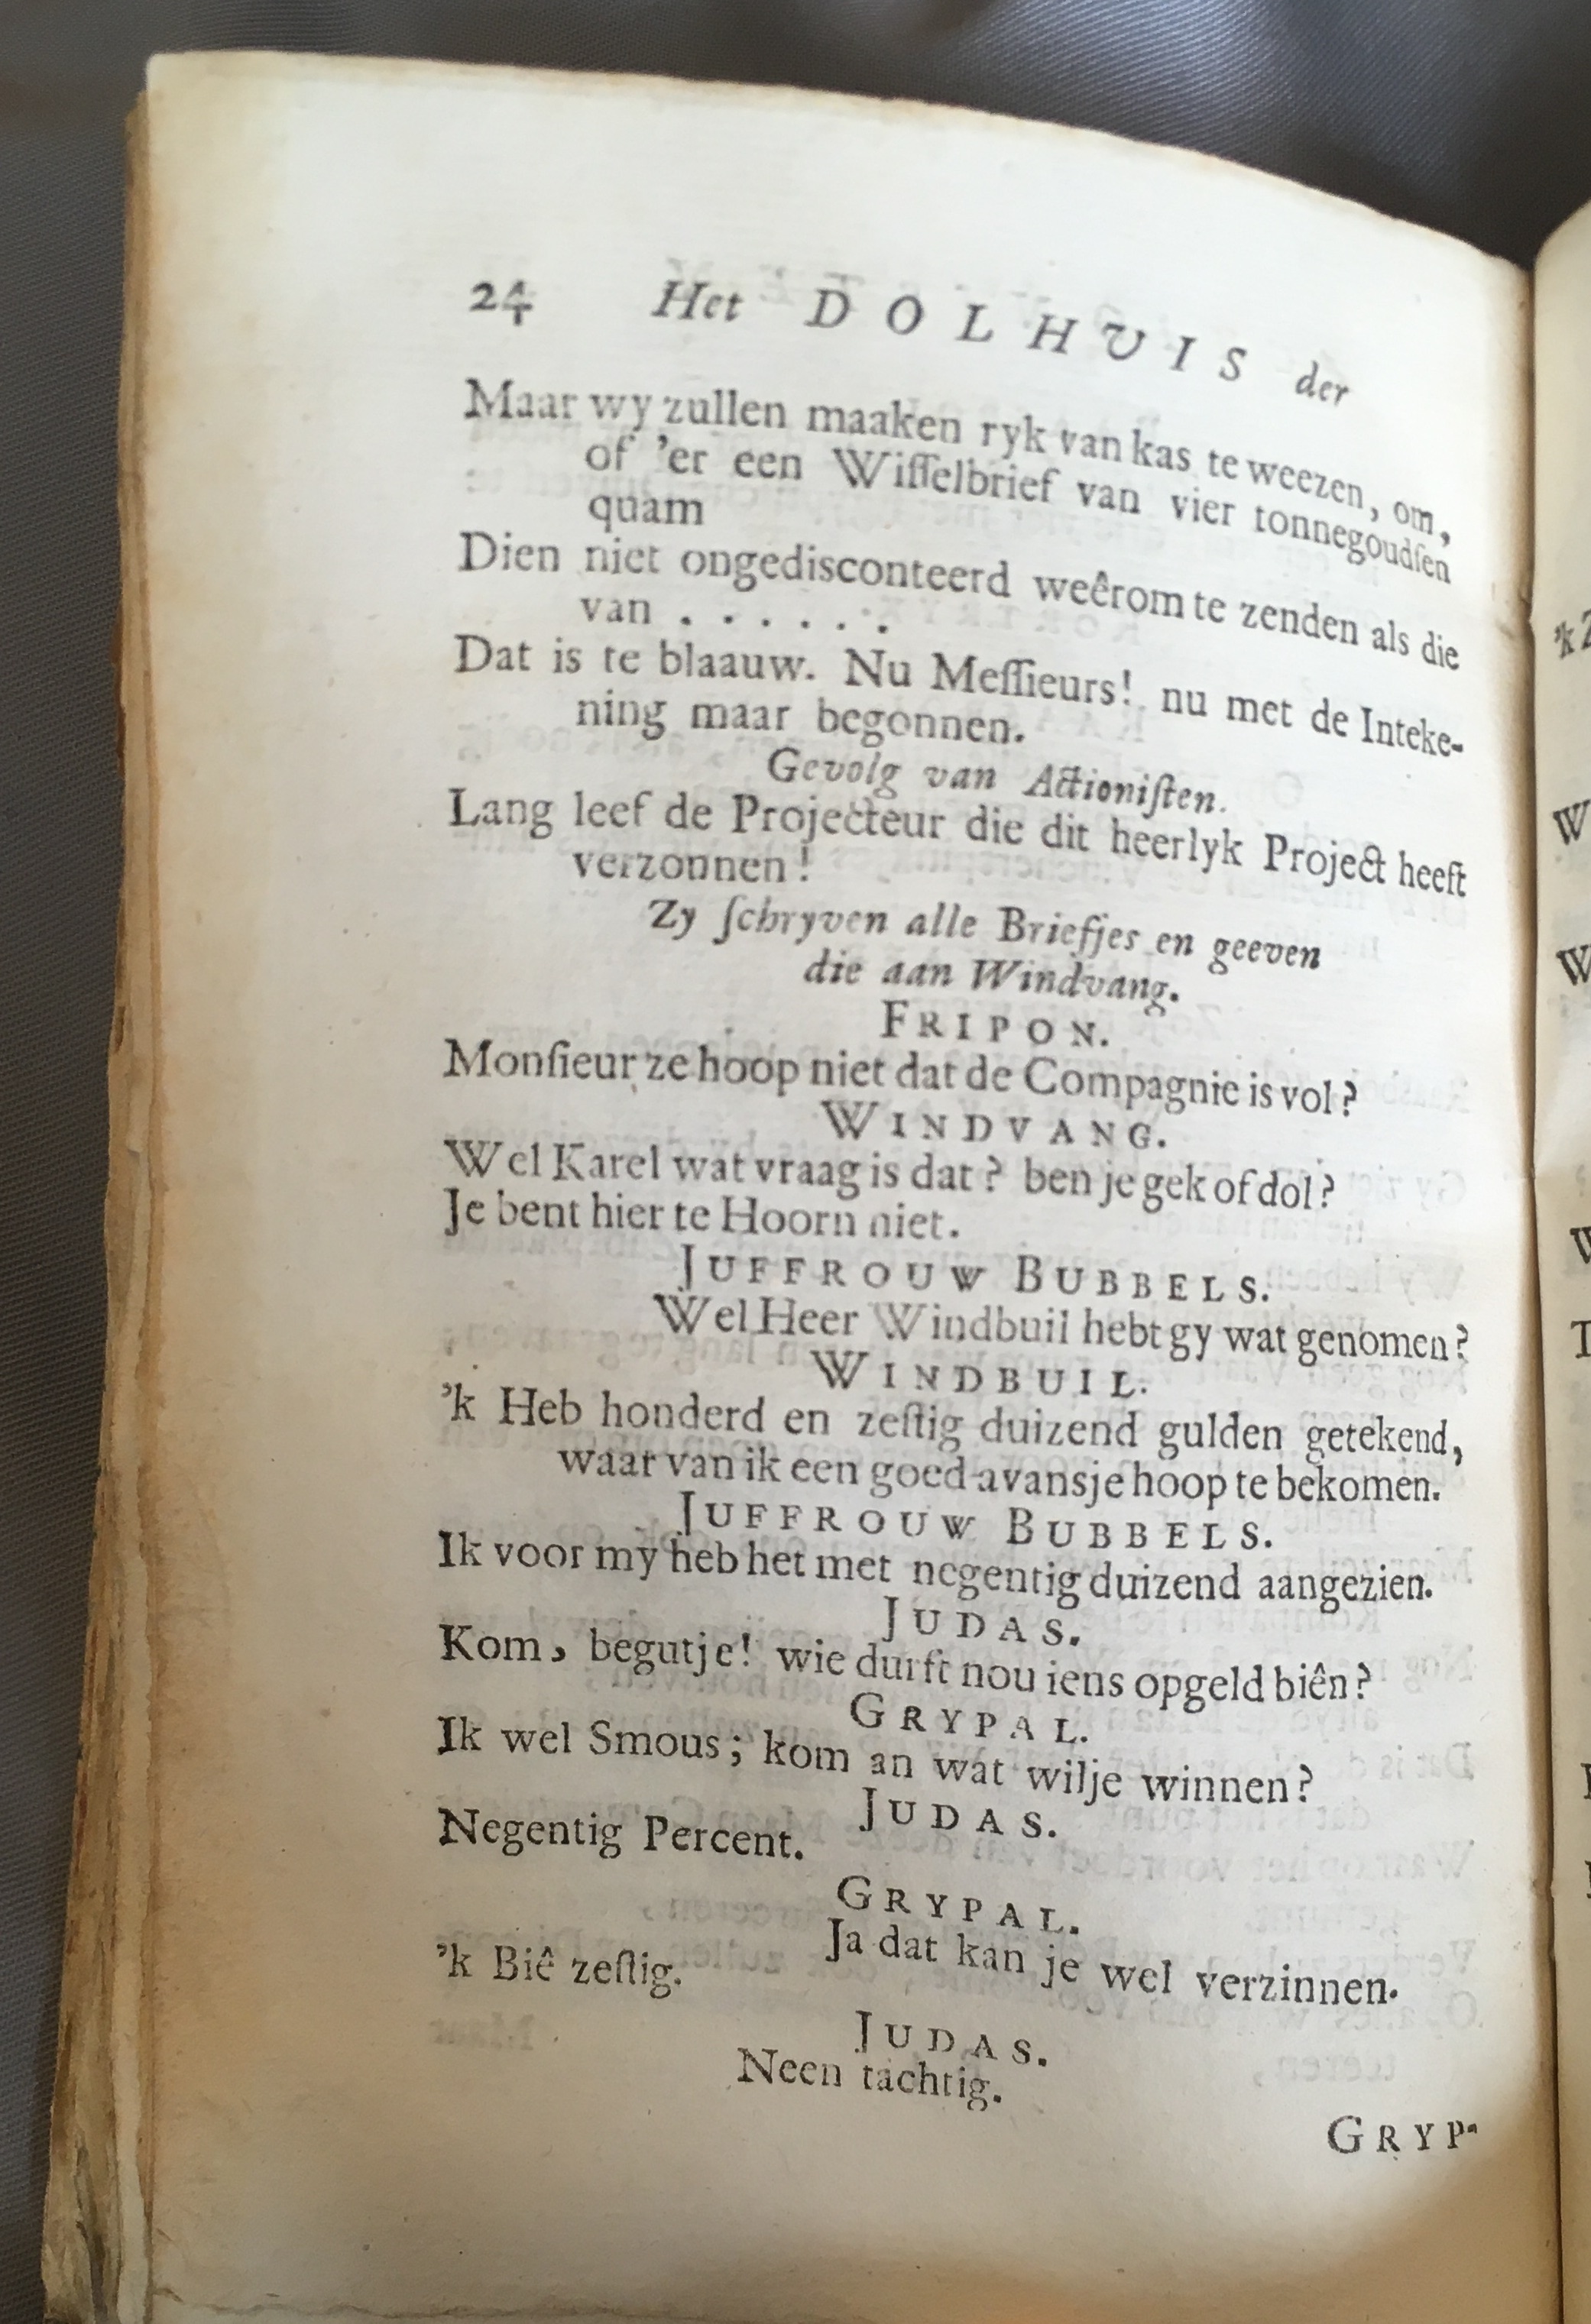 24 Het DOLHUIS der
Maar wy zullen maaken ryk van kas te weezen, om,
of 'er een Wiſſelbrief van vier tonnegoudſen
quam
Dien niet ongedisconteerd weêrom te zenden als die
van . . . . . .
Dat is te blaauw. Nu Meſſieurs! nu met de Inteke-
ning maar begonnen.
Gevolg van Actioniſten.
Lang leef de Projecteur die dit heerlyk Project heeft
verzonnen!
Zy ſchryven alle Briefjes en geeven
die aan Windvang.
FRIPON.
Monſieur ze hoop niet dat de Compagnie is vol?
WINDVANG.
Wel Karel wat vraag is dat? ben je gek of dol?
Je bent hier te Hoorn niet.
JUFFROUW BUBBELS.
Wel Heer Windbuil hebt gy wat genomen?
WINDBUIL.
'k Heb honderd en zeſtig duizend gulden getekend,
waar van ik een goed avansje hoop te bekomen.
JUFFROUW BUBBELS.
Ik voor my heb het met negentig duizend aangezien.
JUDAS.
Kom, begutje! wie durft nou iens opgeld biên?
GRYPAL.
Ik wel Smous; kom an wat wilje winnen?
JUDAS.
Negentig Percent.
GRYPAL.
Ja dat kan je wel verzinnen.
'k Biê zeſtig.
JUDAS.
Neen tachtig.
GRYP-